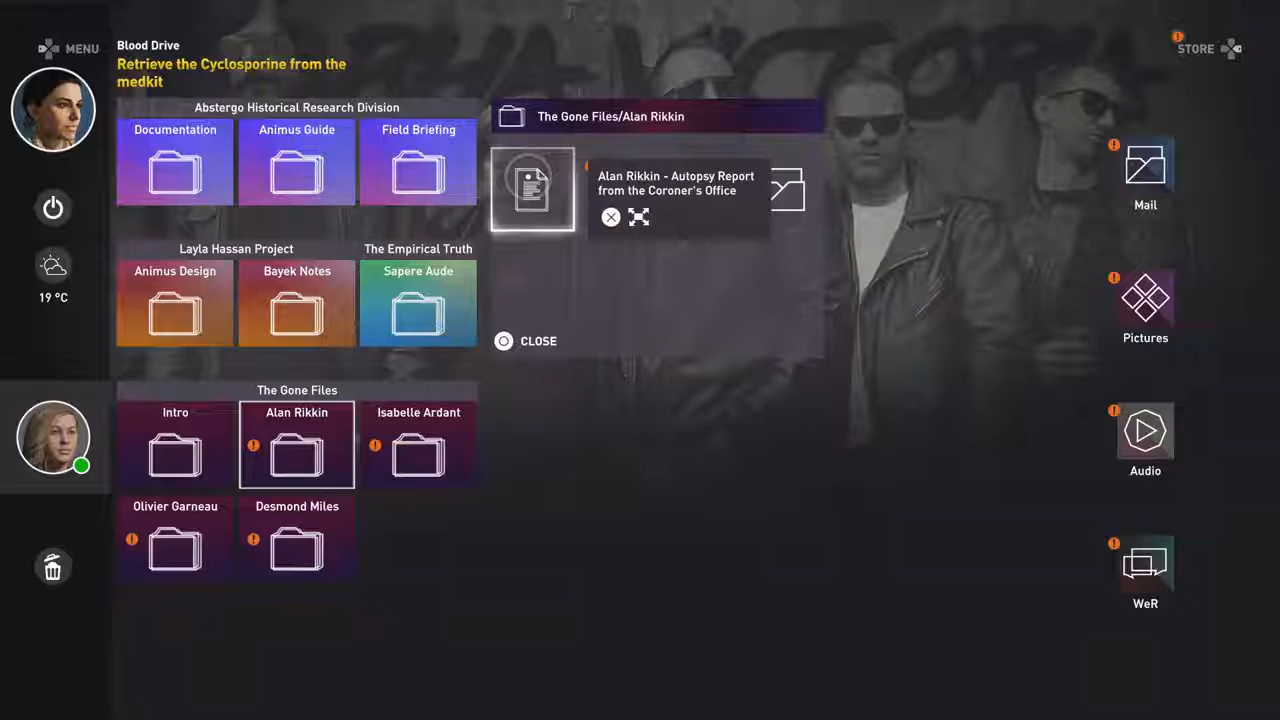 MENU
Blood Drive
Retrieve the Cyclosporine from the
medkit
STORE
Abstergo Historical Research Division
Documentation
Animus Guide
Field Briefing
The Gone Files/Alan Rikkin
Alan Rikkin - Autopsy Report
from the Coroner's Office
CLOSE
Layla Hassan Project
The Empirical Truth
Animus Design
Bayek Notes
Sapere Aude
19 °C
The Gone Files
Intro
Alan Rikkin
Isabelle Ardant
Olivier Garneau
Desmond Miles
Mail
Pictures
Audio
WeR